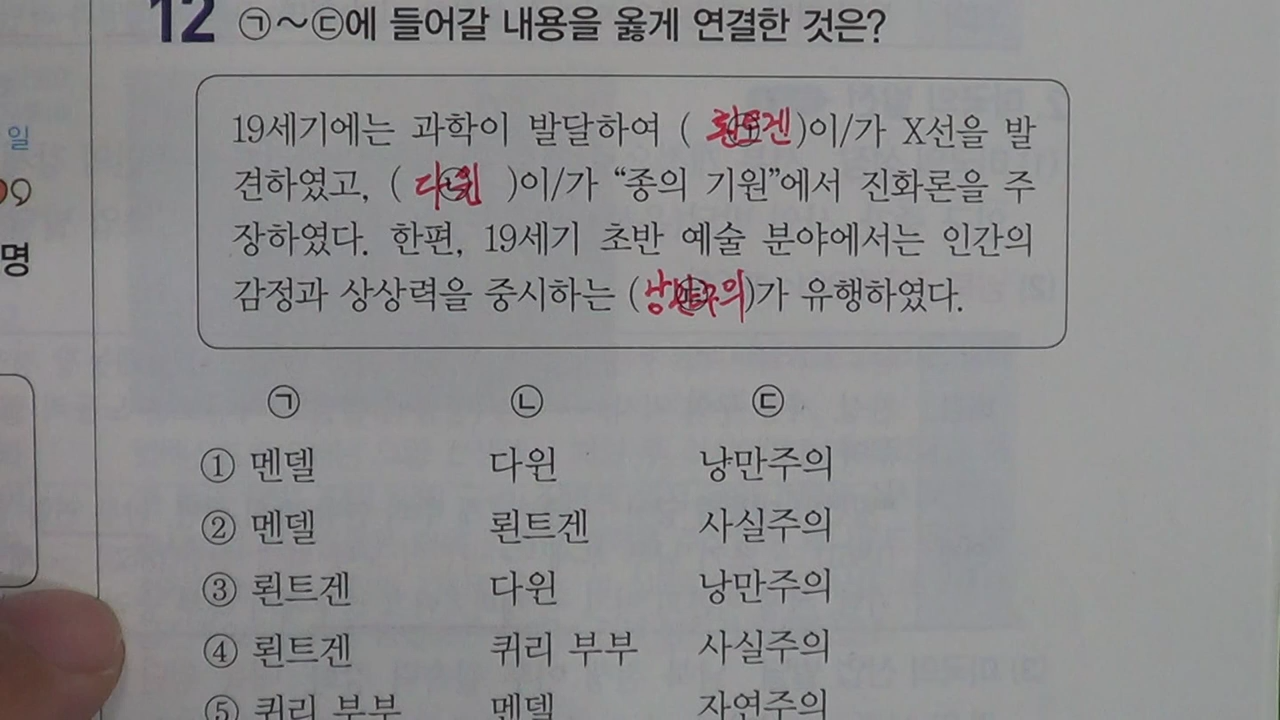 12 ㉠~㉢에 들어갈 내용을 옳게 연결한 것은?
19세기에는 과학이 발달하여 ( 뢴트겐 )이/가 X선을 발
일
견하였고, ( 다윈 )이/가 “종의 기원”에서 진화론을 주
09
장하였다. 한편, 19세기 초반 예술 분야에서는 인간의
명
감정과 상상력을 중시하는 (낭만주의)가 유행하였다.
㉠ ㉡ ㉢
① 멘델 다윈 낭만주의
② 멘델 뢴트겐 사실주의
③ 뢴트겐 다윈 낭만주의
④ 뢴트겐 퀴리 부부 사실주의
⑤ 퀴리 부부 멘델 자연주의